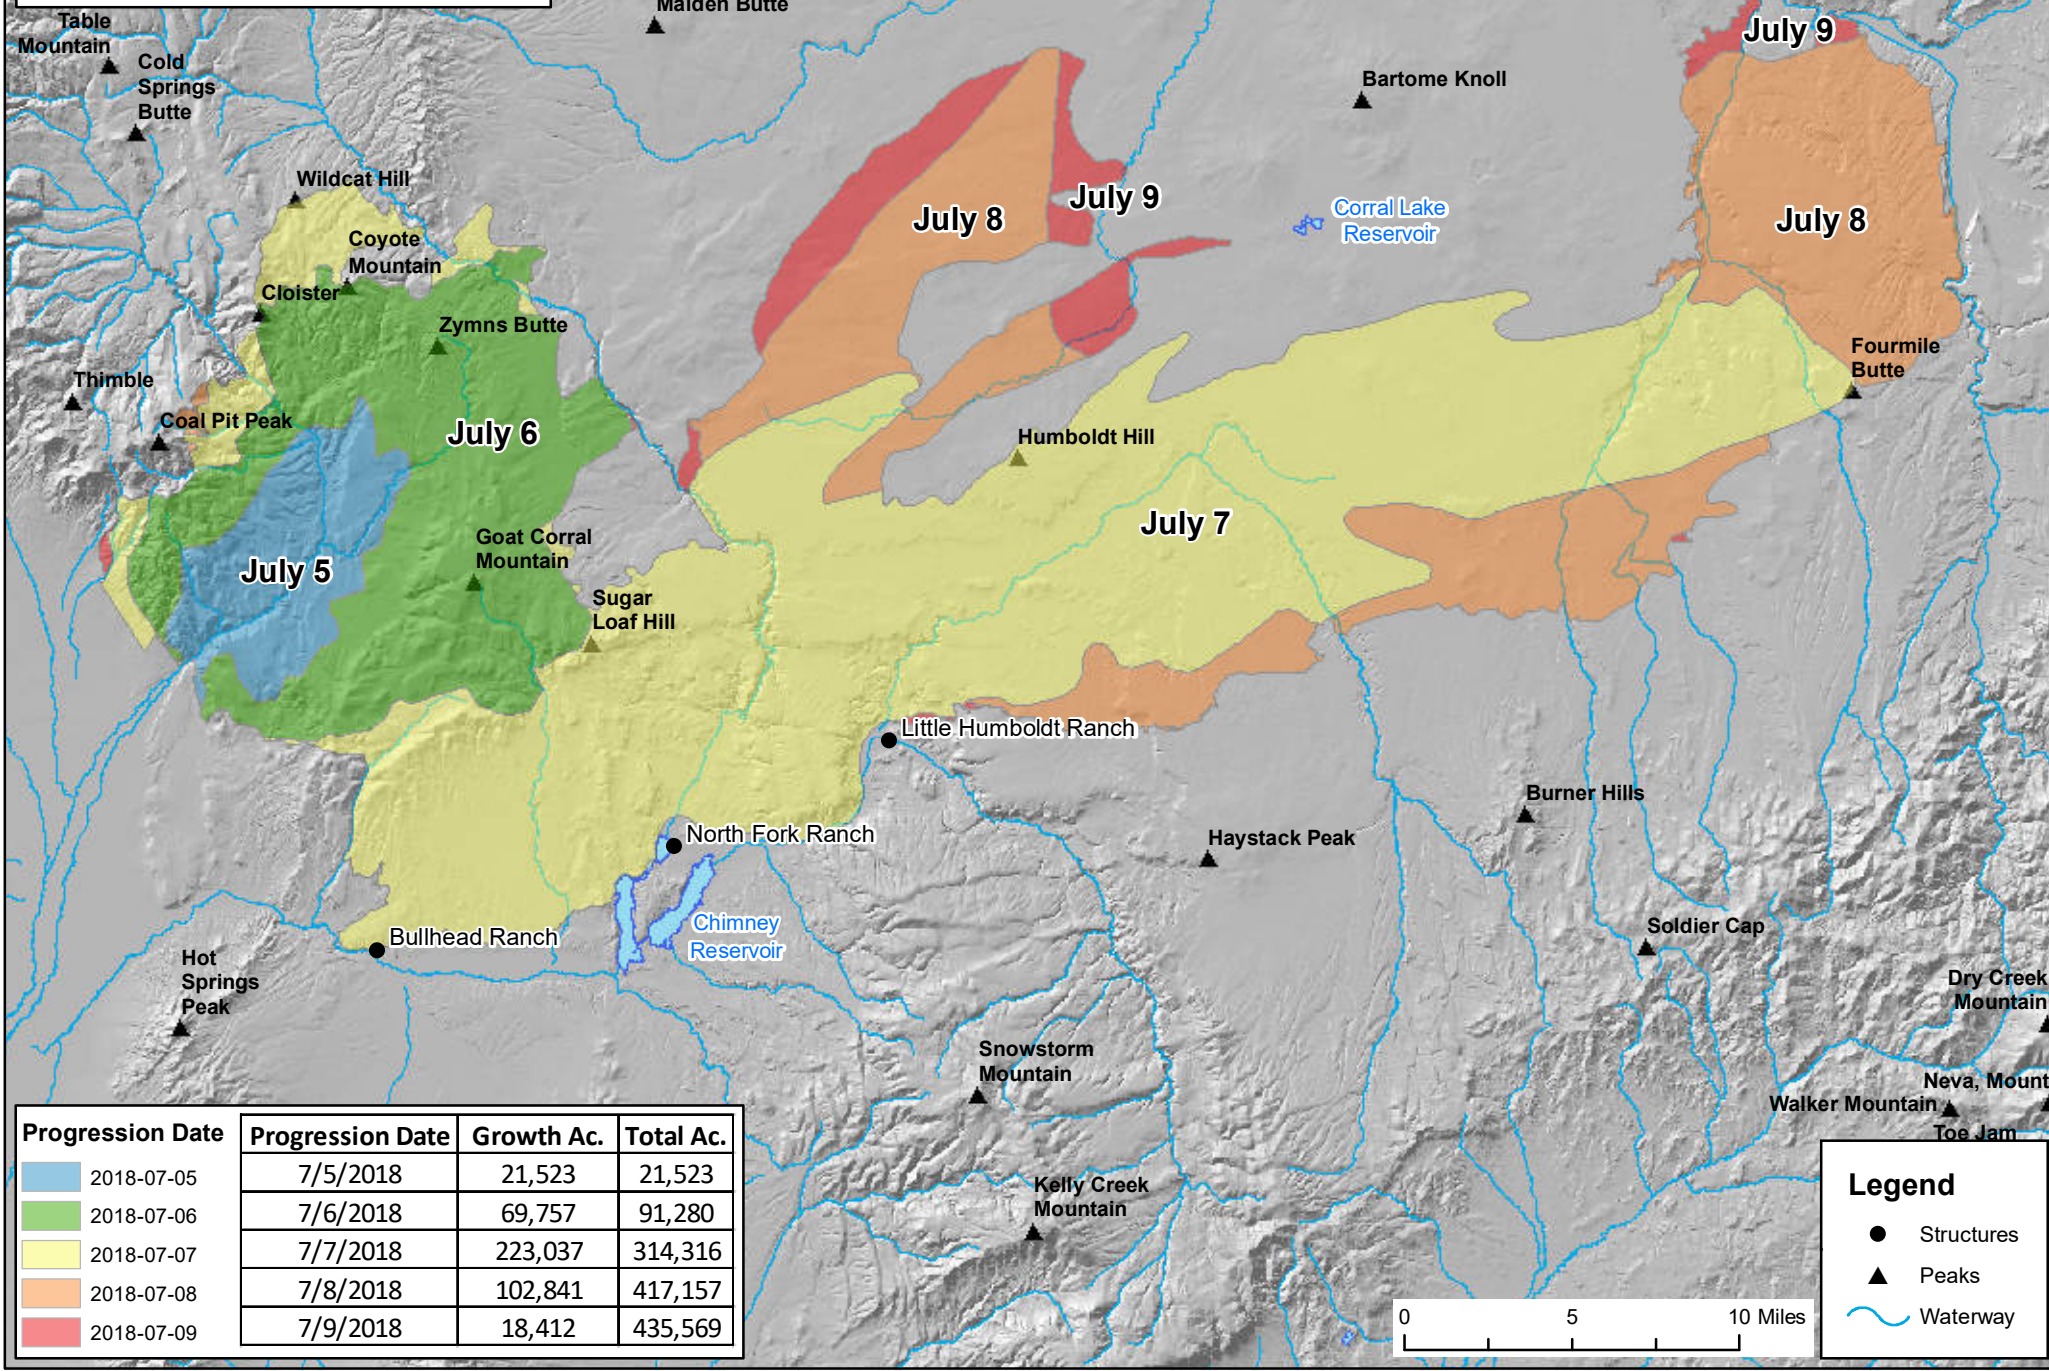 Maiden Butte
Table
Mountain
Cold
Springs
Butte
July 9
Bartome Knoll
Wildcat Hill
July 9
Corral Lake
Reservoir
July 8
July 8
Coyote
Mountain
Cloister
Zymns Butte
Fourmile
Butte
Thimble
Coal Pit Peak
July 6
Humboldt Hill
July 7
Goat Corral
Mountain
July 5
Sugar
Loaf Hill
Little Humboldt Ranch
North Fork Ranch
Haystack Peak
Burner Hills
Bullhead Ranch
Chimney
Reservoir
Soldier Cap
Hot
Springs
Peak
Dry Creek
Mountain
Snowstorm
Mountain
Neva, Mount
Walker Mountain
Toe Jam
Kelly Creek
Mountain
Progression Date
2018-07-05
2018-07-06
2018-07-07
2018-07-08
2018-07-09
Progression Date Growth Ac. Total Ac.
7/5/2018 21,523 21,523
7/6/2018 69,757 91,280
7/7/2018 223,037 314,316
7/8/2018 102,841 417,157
7/9/2018 18,412 435,569
0 5 10 Miles
Legend
Structures
Peaks
Waterway